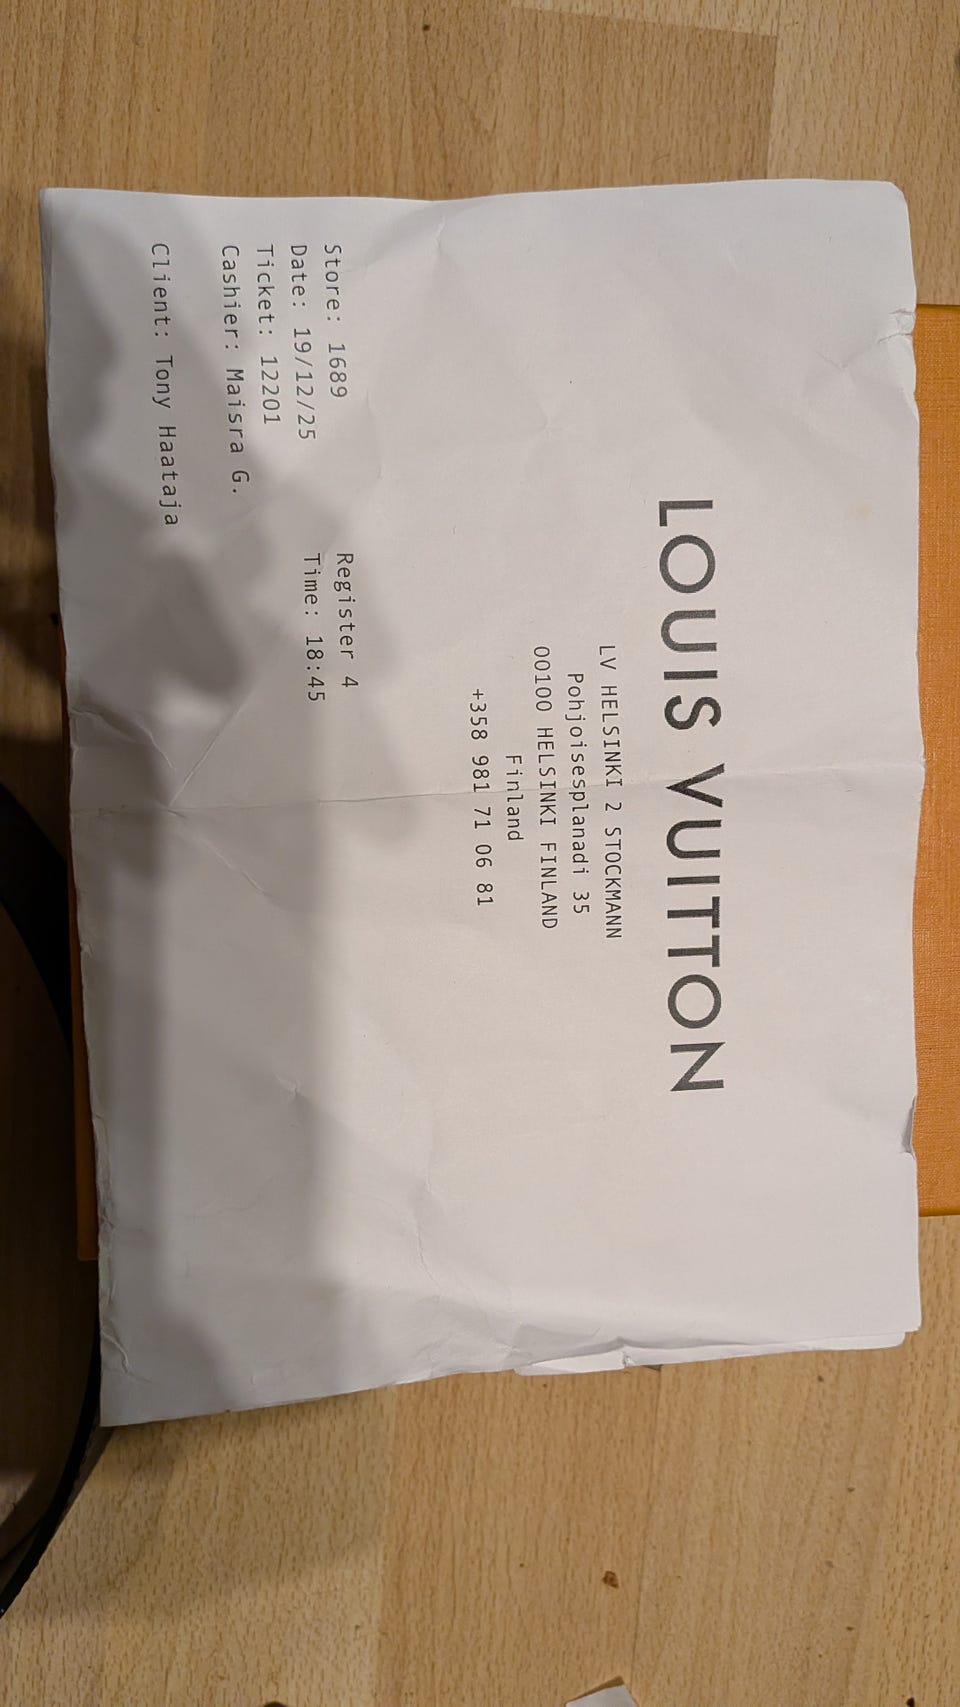 LOUIS VUITTON
LV HELSINKI 2 STOCKMANN
Pohjoisesplanadi 35
00100 HELSINKI FINLAND
Finland
+358 981 71 06 81
Store: 1689 Register 4
Date: 19/12/25 Time: 18:45
Ticket: 12201
Cashier: Maisra G.
Client: Tony Haataja